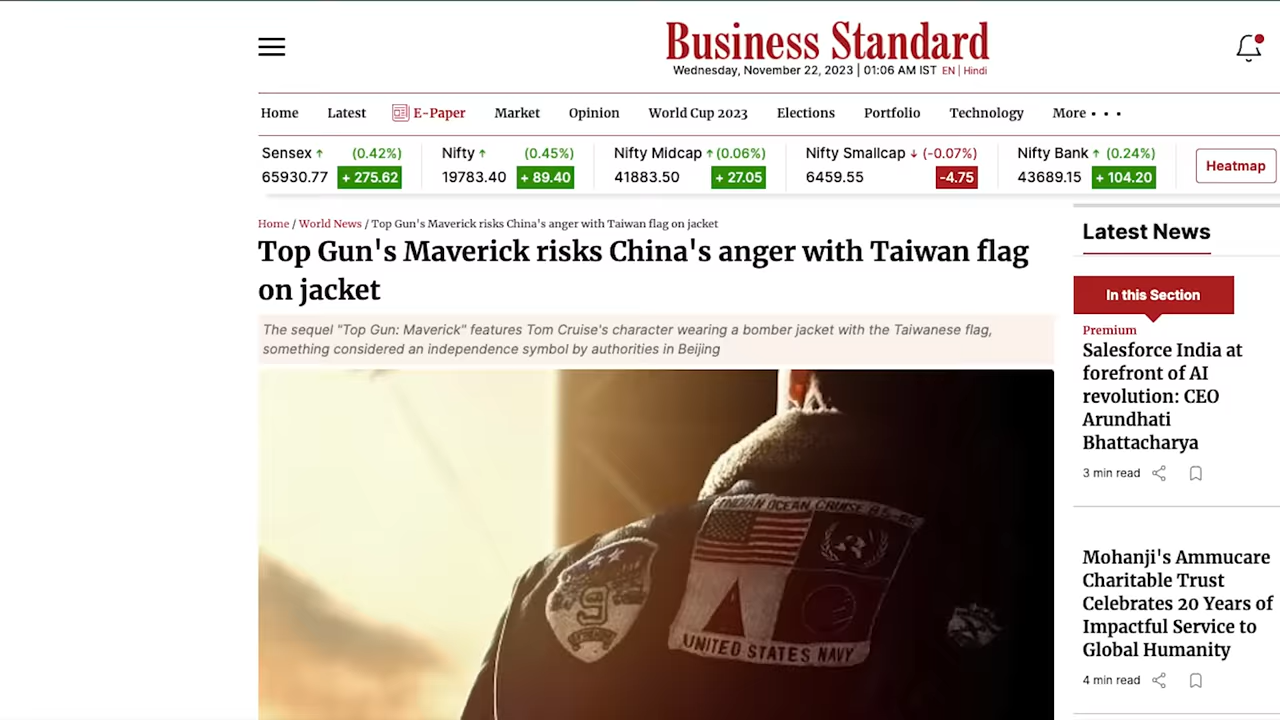 Business Standard
Wednesday, November 22, 2023 | 01:06 AM IST EN | Hindi
Home Latest E-Paper Market Opinion World Cup 2023 Elections Portfolio Technology More
Sensex (0.42%) Nifty (0.45%) Nifty Midcap (0.06%) Nifty Smallcap (-0.07%) Nifty Bank (0.24%)
65930.77 + 275.62 19783.40 + 89.40 41883.50 + 27.05 6459.55 -4.75 43689.15 + 104.20
Heatmap
Home / World News / Top Gun's Maverick risks China's anger with Taiwan flag on jacket
Top Gun's Maverick risks China's anger with Taiwan flag
on jacket
The sequel "Top Gun: Maverick" features Tom Cruise's character wearing a bomber jacket with the Taiwanese flag,
something considered an independence symbol by authorities in Beijing
INDIAN OCEAN CRUISE
9
UNITED STATES NAVY
Latest News
In this Section
Premium
Salesforce India at
forefront of AI
revolution: CEO
Arundhati
Bhattacharya
3 min read
Mohanji's Ammucare
Charitable Trust
Celebrates 20 Years of
Impactful Service to
Global Humanity
4 min read